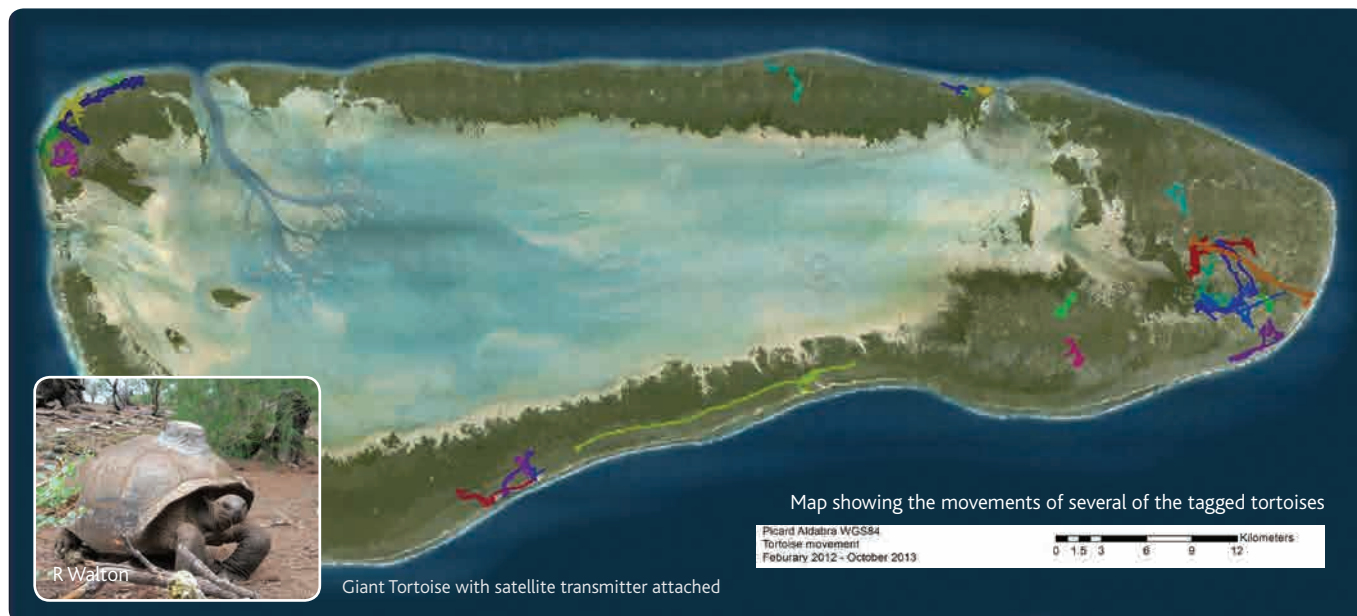 Map showing the movements of several of the tagged tortoises
Picard Aldabra WGS84
Tortoise movement
Feburary 2012 - October 2013
Kilometers
0 1.5 3 6 9 12
R Walton
Giant Tortoise with satellite transmitter attached